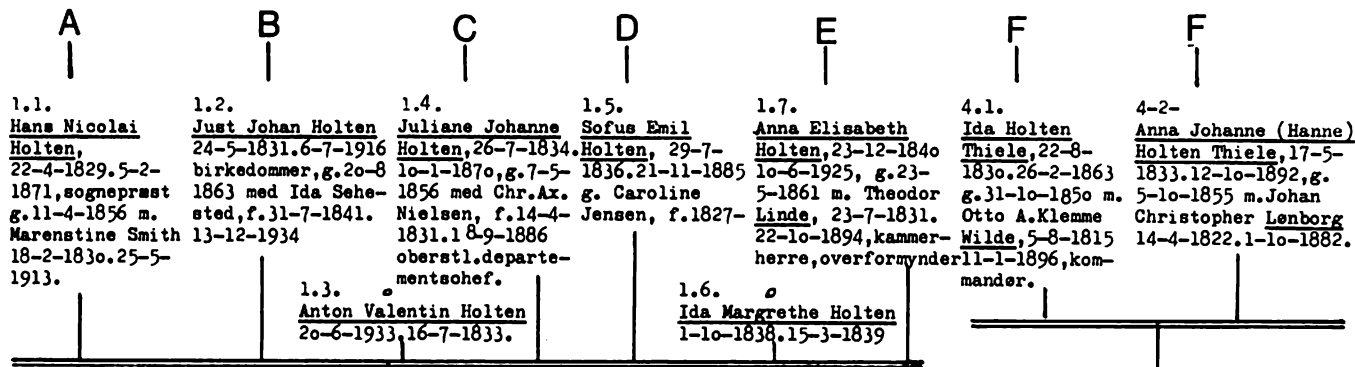 A
B
C
D
E
F
F
1.1.
Hans Nicolai
Holten,
22-4-1829.5-2-
1871,sognepræst
g.11-4-1856 m.
Marenstine Smith
18-2-1830.25-5-
1913.
1.2.
Just Johan Holten
24-5-1831.6-7-1916
birkedommer,g.2o-8
1863 med Ida Sehe-
sted,f.31-7-1841.
13-12-1934
1.3.
Anton Valentin Holten
2o-6-1933.16-7-1833.
1.4.
Juliane Johanne
Holten,26-7-1834.
1o-1-187o,g.7-5-
1856 med Chr.Ax.
Nielsen, f.14-4-
1831.18-9-1886
oberstl.departe-
mentsohef.
1.5.
Sofus Emil
Holten, 29-7-
1836.21-11-1885
g. Caroline
Jensen, f.1827-
1.6.
Ida Margrethe Holten
1-1o-1838.15-3-1839
1.7.
Anna Elisabeth
Holten,23-12-184o
1o-6-1925, g.23-
5-1861 m. Theodor
Linde, 23-7-1831.
22-1o-1894,kammer-
herre,overformynder
4.1.
Ida Holten
Thiele,22-8-
183o.26-2-1863
g.31-1o-185o m.
Otto A.Klemme
Wilde,5-8-1815
11-1-1896,kom-
mandør.
4-2-
Anna Johanne (Hanne)
Holten Thiele,17-5-
1833.12-1o-1892,g.
5-1o-1855 m.Johan
Christopher Lønborg
14-4-1822.1-1o-1882.